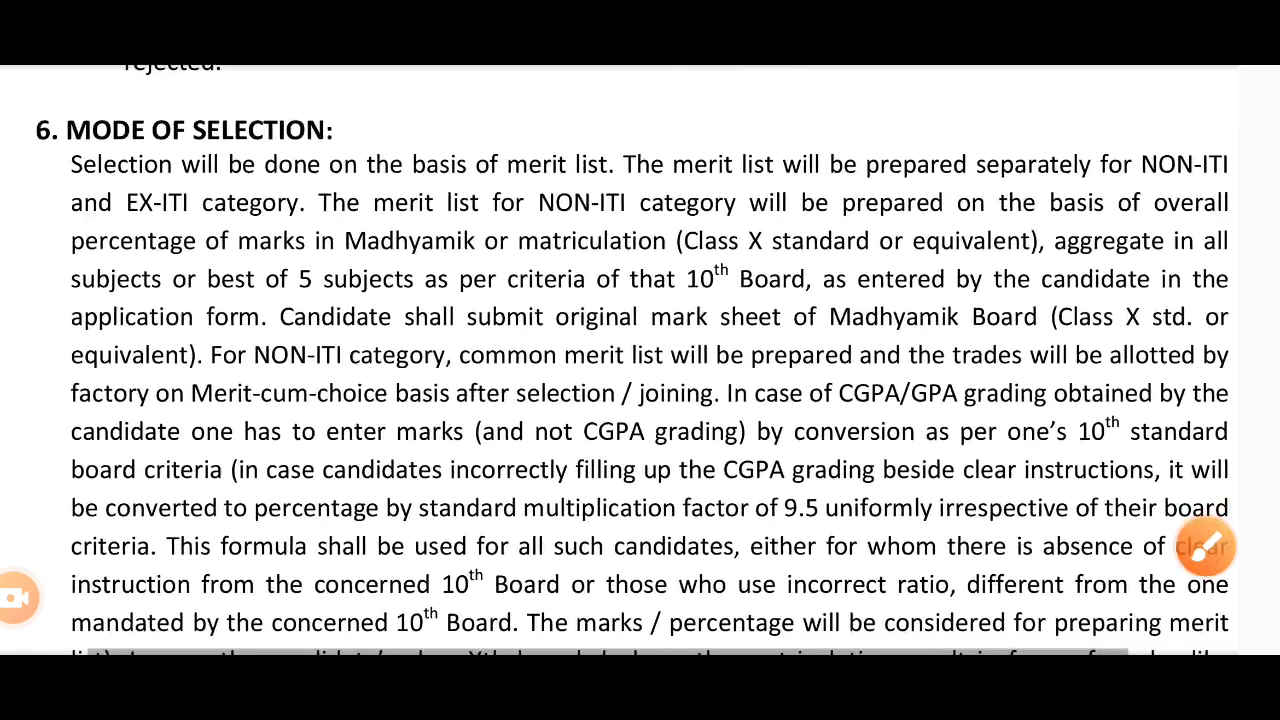 rejected.
6. MODE OF SELECTION:
Selection will be done on the basis of merit list. The merit list will be prepared separately for NON-ITI
and EX-ITI category. The merit list for NON-ITI category will be prepared on the basis of overall
percentage of marks in Madhyamik or matriculation (Class X standard or equivalent), aggregate in all
subjects or best of 5 subjects as per criteria of that 10th Board, as entered by the candidate in the
application form. Candidate shall submit original mark sheet of Madhyamik Board (Class X std. or
equivalent). For NON-ITI category, common merit list will be prepared and the trades will be allotted by
factory on Merit-cum-choice basis after selection / joining. In case of CGPA/GPA grading obtained by the
candidate one has to enter marks (and not CGPA grading) by conversion as per one’s 10th standard
board criteria (in case candidates incorrectly filling up the CGPA grading beside clear instructions, it will
be converted to percentage by standard multiplication factor of 9.5 uniformly irrespective of their board
criteria. This formula shall be used for all such candidates, either for whom there is absence of clear
instruction from the concerned 10th Board or those who use incorrect ratio, different from the one
mandated by the concerned 10th Board. The marks / percentage will be considered for preparing merit